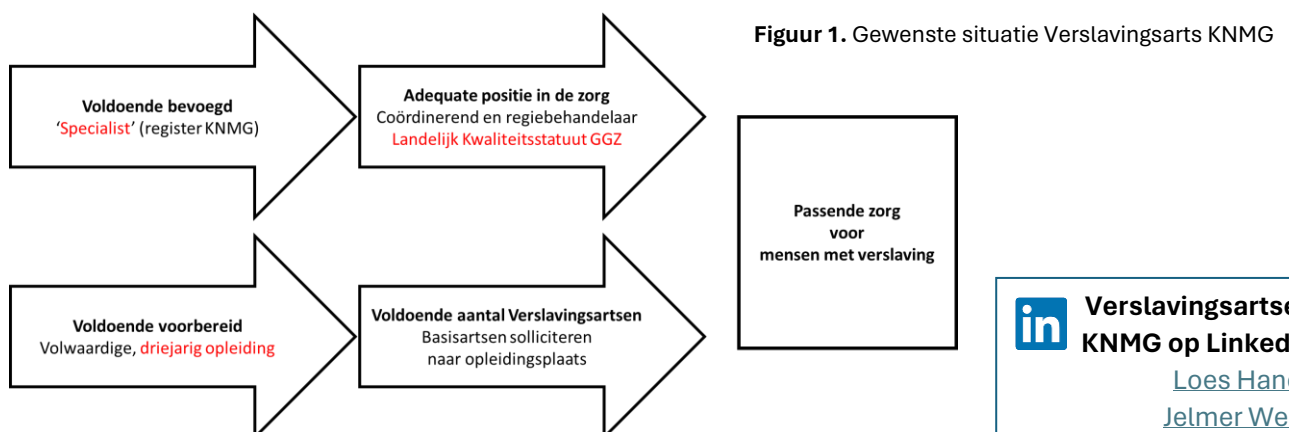 Figuur 1. Gewenste situatie Verslavingsarts KNMG
Voldoende bevoegd
‘Specialist’ (register KNMG)
Adequate positie in de zorg
Coördinerend en regiebehandelaar
Landelijk Kwaliteitsstatuut GGZ
Passende zorg
voor
mensen met verslaving
Voldoende voorbereid
Volwaardige, driejarig opleiding
Voldoende aantal Verslavingsartsen
Basisartsen solliciteren
naar opleidingsplaats
in
KNMG op
Loes
Jelmer